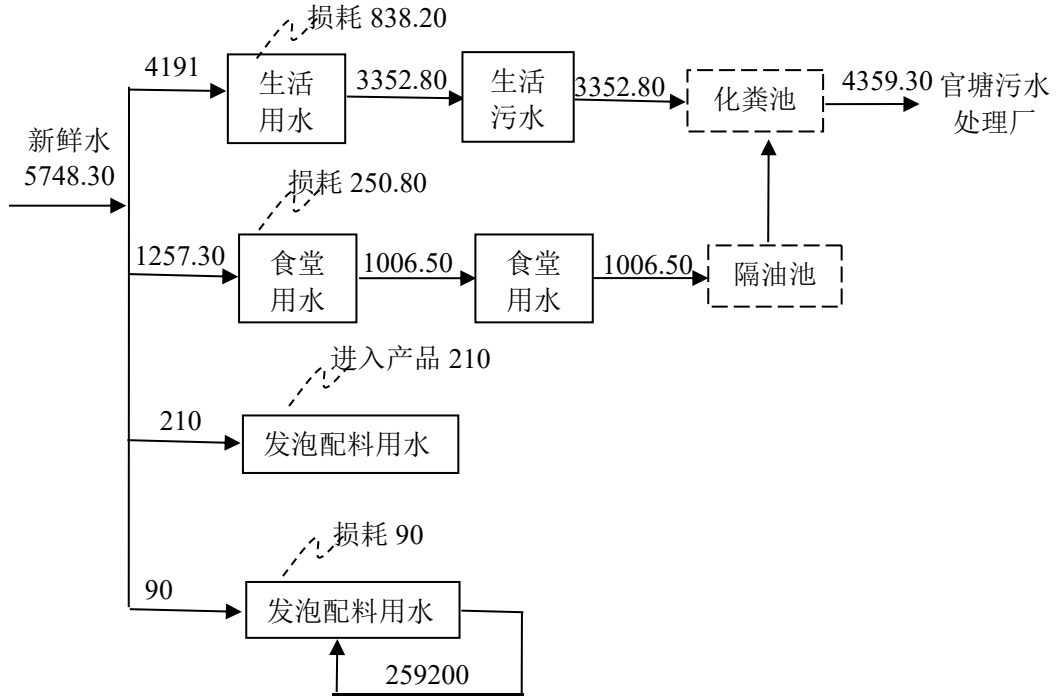 损耗 838.20
4191
生活
用水
3352.80
生活
污水
3352.80
化粪池
4359.30
官塘污水
处理厂
新鲜水
5748.30
损耗 250.80
1257.30
食堂
用水
1006.50
食堂
用水
1006.50
隔油池
进入产品 210
210
发泡配料用水
损耗 90
90
发泡配料用水
259200